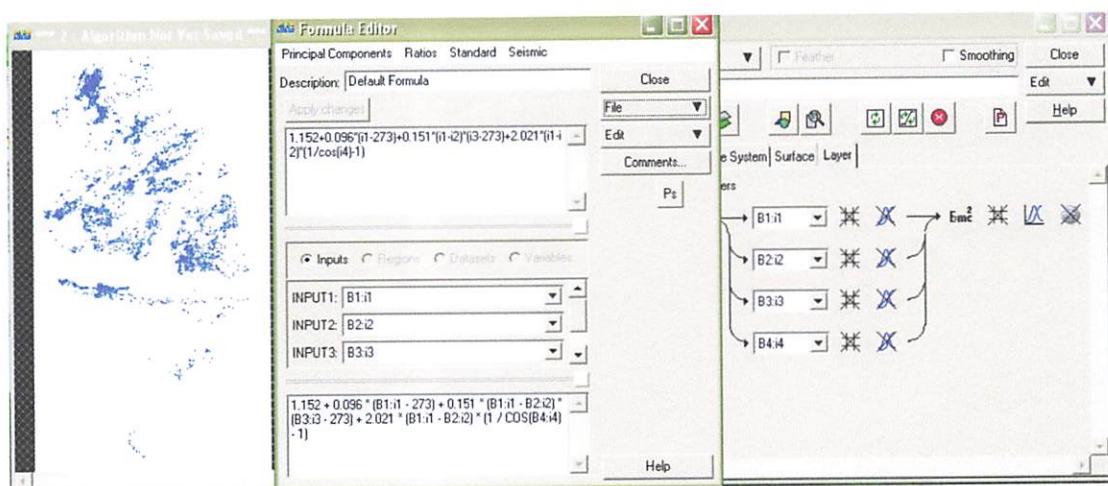 *** 2 : Algorithm Not Yet Saved ***
Formula Editor
Principal Components Ratios Standard Seismic
Description: Default Formula
Apply changes
1.152+0.096*(i1-273)+0.151*(i1-i2)*(i3-273)+2.021*(i1-i
2)*(1/cos(i4)-1)
Inputs Regions Datasets Variables
INPUT1: B1:i1
INPUT2: B2:i2
INPUT3: B3:i3
1.152 + 0.096 * (B1:i1 - 273) + 0.151 * (B1:i1 - B2:i2) *
(B3:i3 - 273) + 2.021 * (B1:i1 - B2:i2) * (1 / COS(B4:i4)
- 1)
Close
File
Edit
Comments...
Ps
Help
Feather Smoothing
Close
Edit
Help
e System Surface Layer
ers
B1:i1
B2:i2
B3:i3
B4:i4
Emc2